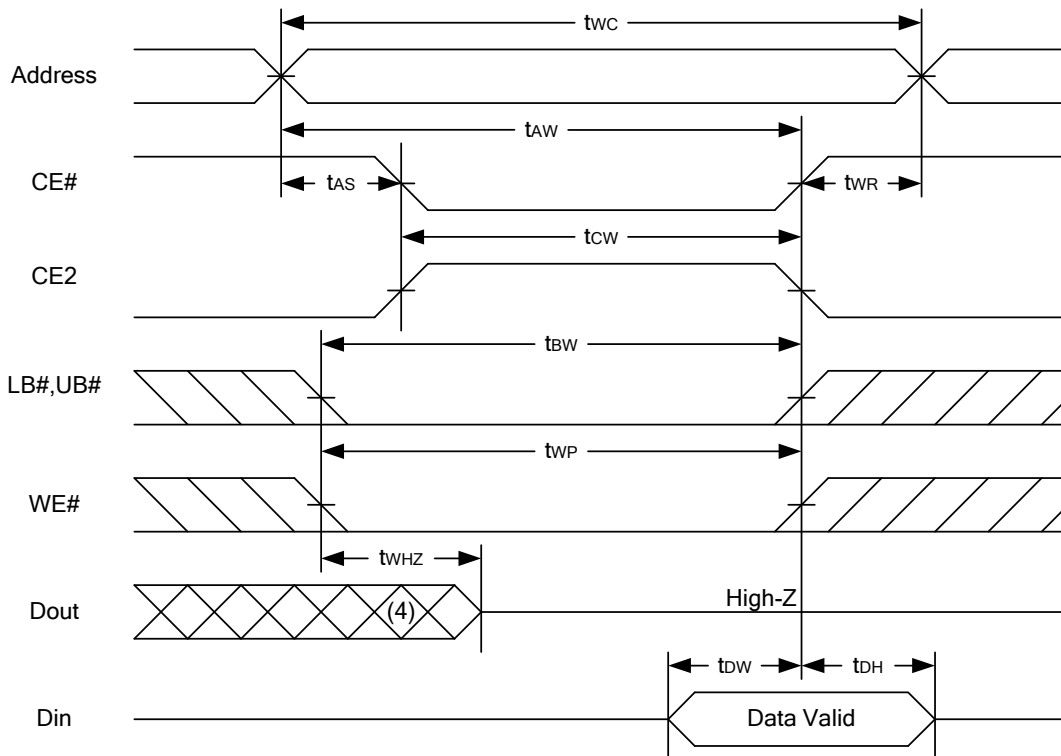 tWC
Address
tAW
CE#
tAS
tWR
tCW
CE2
tBW
LB#,UB#
tWP
WE#
tWHZ
Dout
(4)
High-Z
tDW
tDH
Din
Data Valid